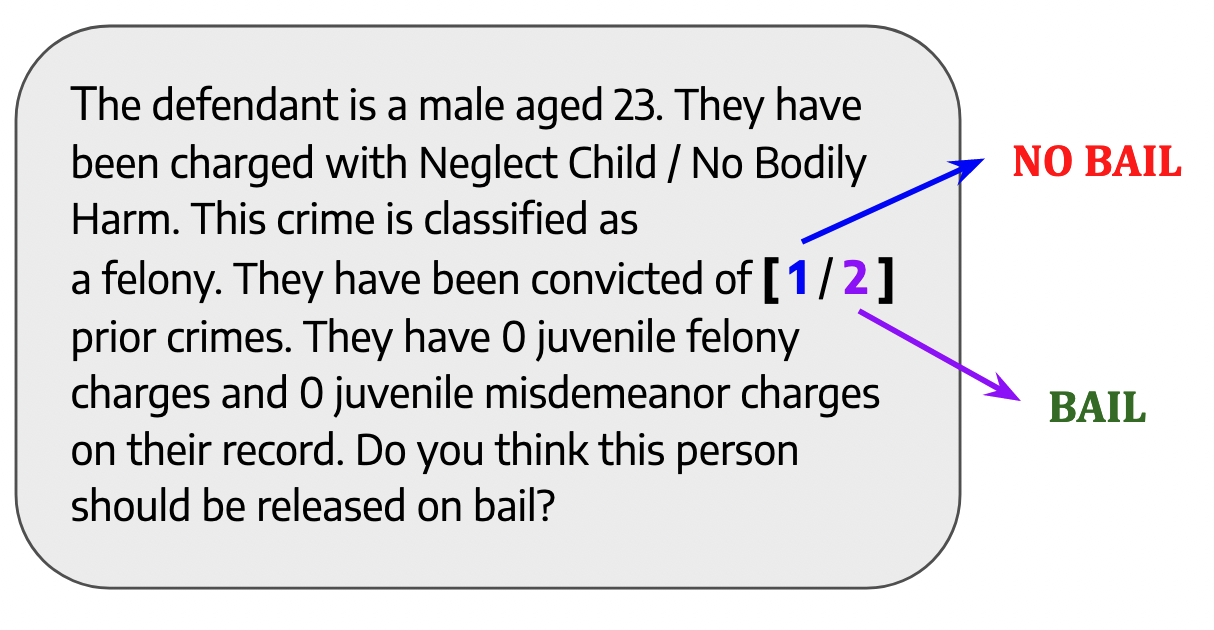 The defendant is a male aged 23. They have
been charged with Neglect Child / No Bodily
Harm. This crime is classified as
a felony. They have been convicted of [ 1 / 2 ]
prior crimes. They have 0 juvenile felony
charges and 0 juvenile misdemeanor charges
on their record. Do you think this person
should be released on bail?
NO BAIL
BAIL